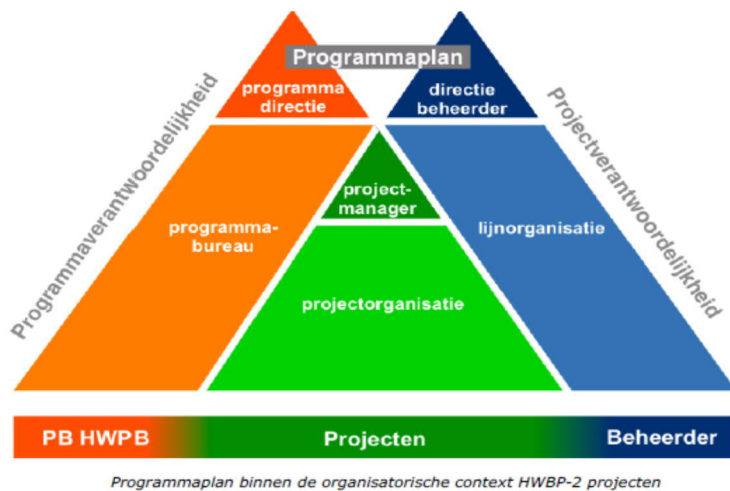 Programmaplan
programma
directie
directie
beheerder
Programmaverantwoordelijkheid
Projectverantwoordelijkheid
project-
manager
programma-
bureau
lijnorganisatie
projectorganisatie
PB HWPB
Projecten
Beheerder
Programmaplan binnen de organisatorische context HWBP-2 projecten